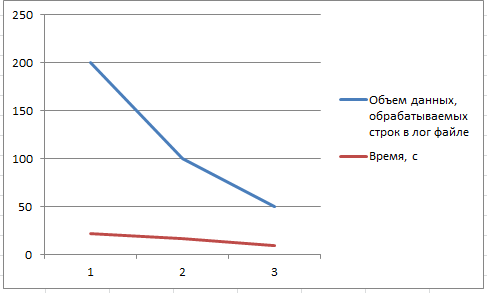 250
200
150
100
50
0
1 2 3
Объем данных,
обрабатываемых
строк в лог файле
Время, с